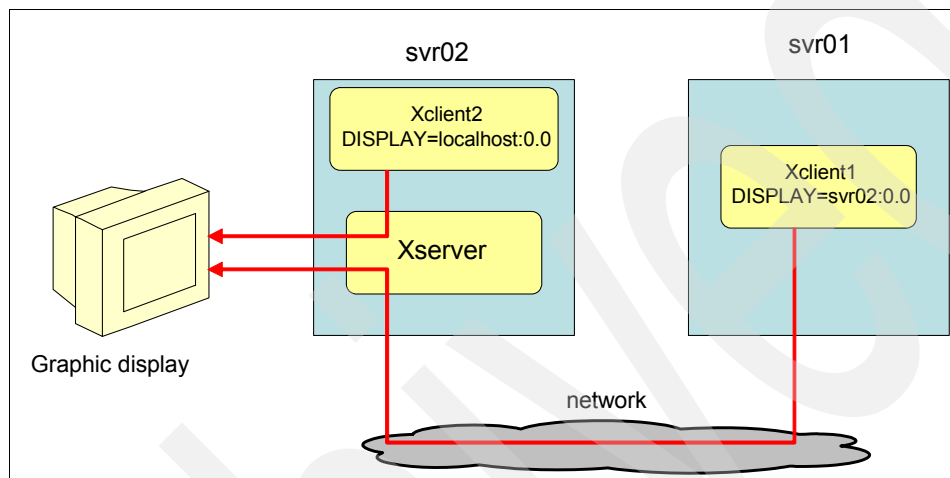 svr02
svr01
Xclient2
DISPLAY=localhost:0.0
Xclient1
DISPLAY=svr02:0.0
Xserver
Graphic display
network